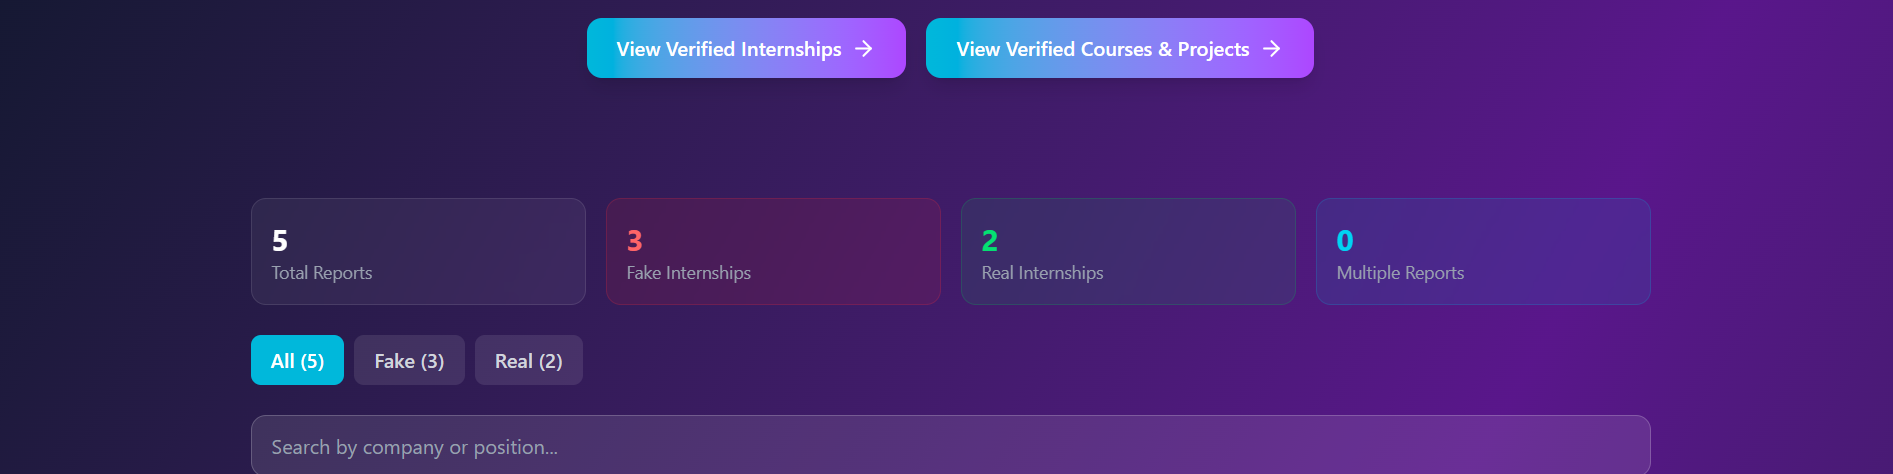 View Verified Internships →
View Verified Courses & Projects →
5
Total Reports
3
Fake Internships
2
Real Internships
0
Multiple Reports
All (5)
Fake (3)
Real (2)
Search by company or position...